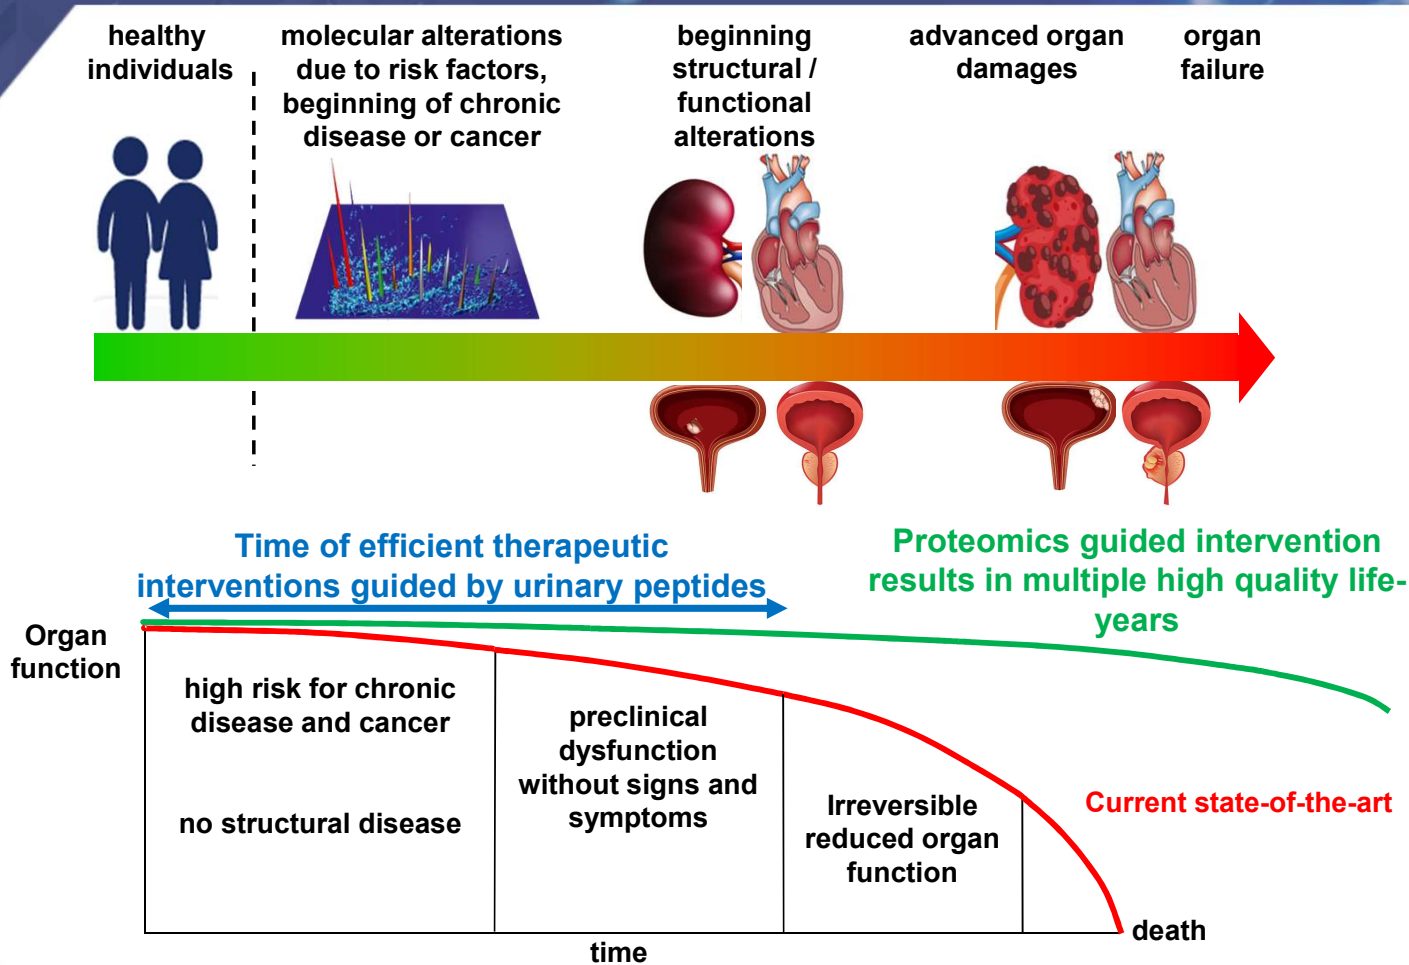 healthy
individuals
molecular alterations
due to risk factors,
beginning of chronic
disease or cancer
beginning
structural /
functional
alterations
advanced organ
damages
organ
failure
Time of efficient therapeutic
interventions guided by urinary peptides
Proteomics guided intervention
results in multiple high quality life-
years
Organ
function
high risk for chronic
disease and cancer
no structural disease
preclinical
dysfunction
without signs and
symptoms
Irreversible
reduced organ
function
Current state-of-the-art
death
time